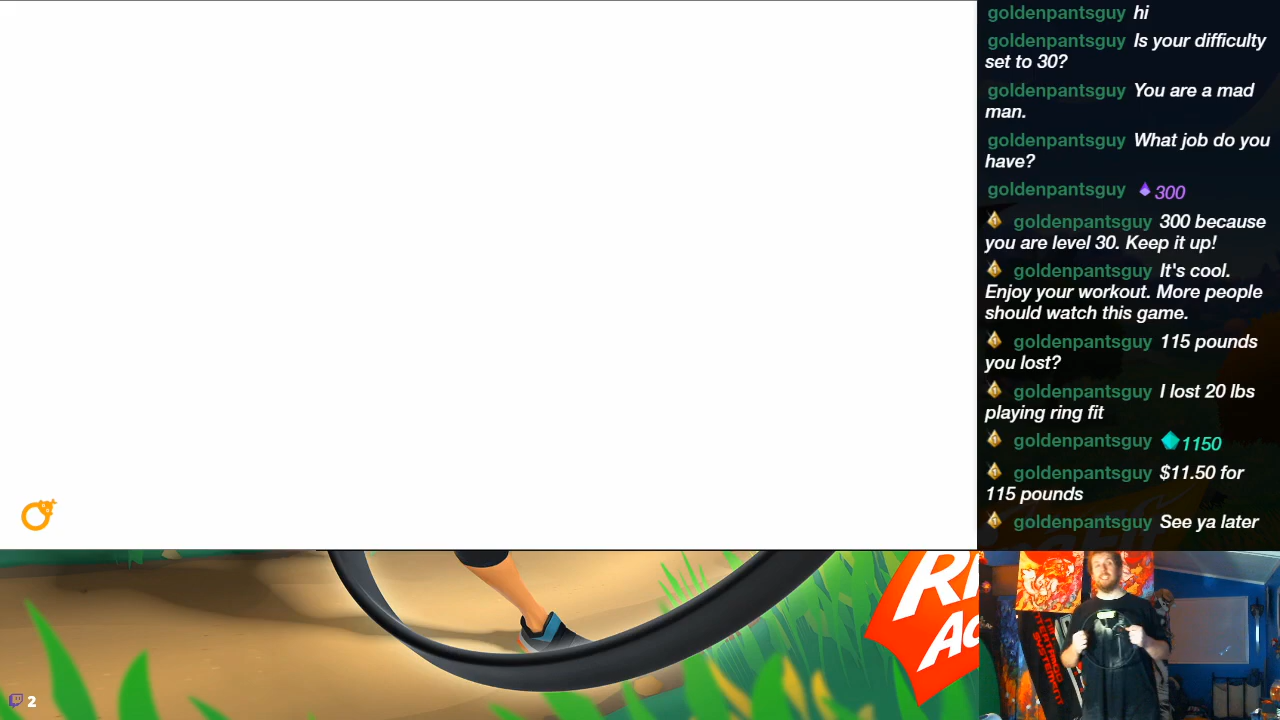 goldenpantsguy hi
goldenpantsguy Is your difficulty
set to 30?
goldenpantsguy You are a mad
man.
goldenpantsguy What job do you
have?
goldenpantsguy 300
goldenpantsguy 300 because
you are level 30. Keep it up!
goldenpantsguy It's cool.
Enjoy your workout. More people
should watch this game.
goldenpantsguy 115 pounds
you lost?
goldenpantsguy I lost 20 lbs
playing ring fit
goldenpantsguy 1150
goldenpantsguy $11.50 for
115 pounds
goldenpantsguy See ya later
2